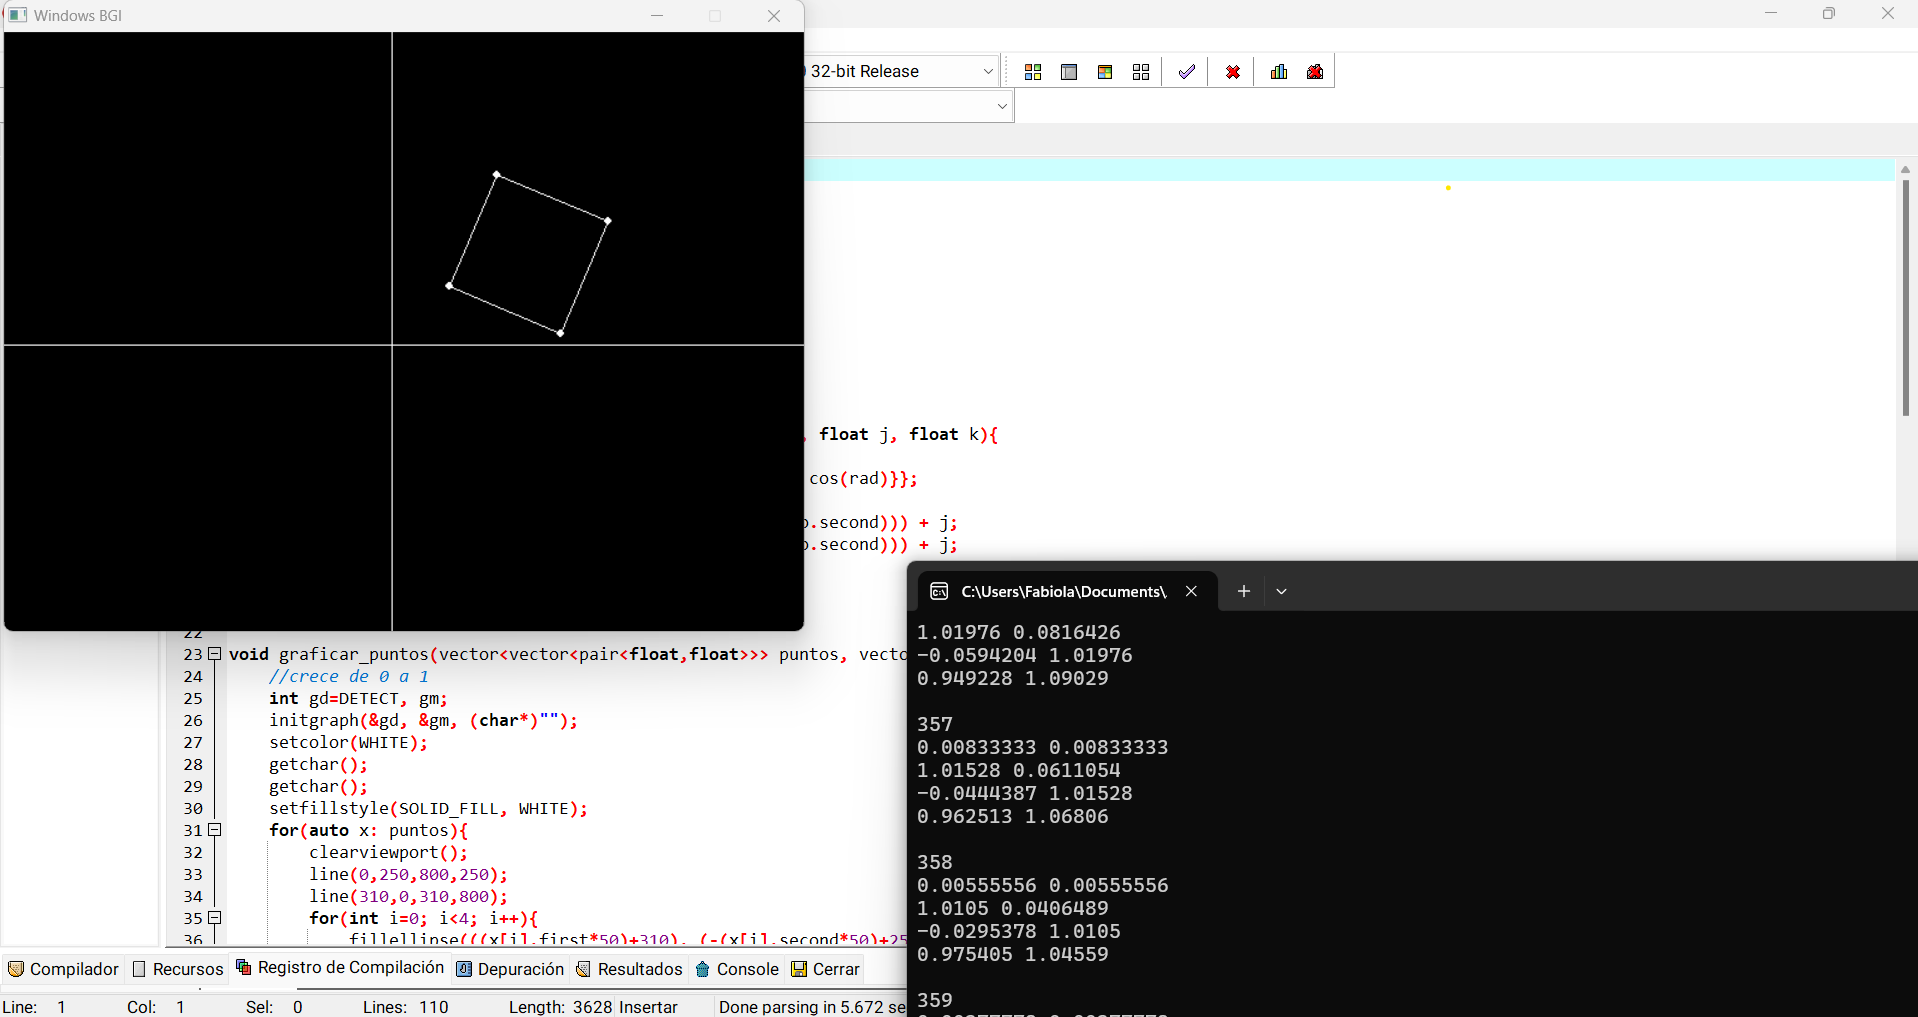 Windows BGI
32-bit Release
float j, float k){
cos(rad)}};
.second))) + j;
.second))) + j;
C:\Users\Fabiola\Documents\
1.01976 0.0816426
-0.0594204 1.01976
0.949228 1.09029
357
0.00833333 0.00833333
1.01528 0.0611054
-0.0444387 1.01528
0.962513 1.06806
358
0.00555556 0.00555556
1.0105 0.0406489
-0.0295378 1.0105
0.975405 1.04559
359
22
23 void graficar_puntos(vector<vector<pair<float,float>>> puntos, vecto
24 //crece de 0 a 1
25 int gd=DETECT, gm;
26 initgraph(&gd, &gm, (char*)"");
27 setcolor(WHITE);
28 getchar();
29 getchar();
30 setfillstyle(SOLID_FILL, WHITE);
31 for(auto x: puntos){
32 clearviewport();
33 line(0,250,800,250);
34 line(310,0,310,800);
35 for(int i=0; i<4; i++){
36 fillellipse(((x[i].first*50)+310), (-(x[i].second*50)+25
Compilador Recursos Registro de Compilación Depuración Resultados Console Cerrar
Line: 1 Col: 1 Sel: 0 Lines: 110 Length: 3628 Insertar Done parsing in 5.672 se